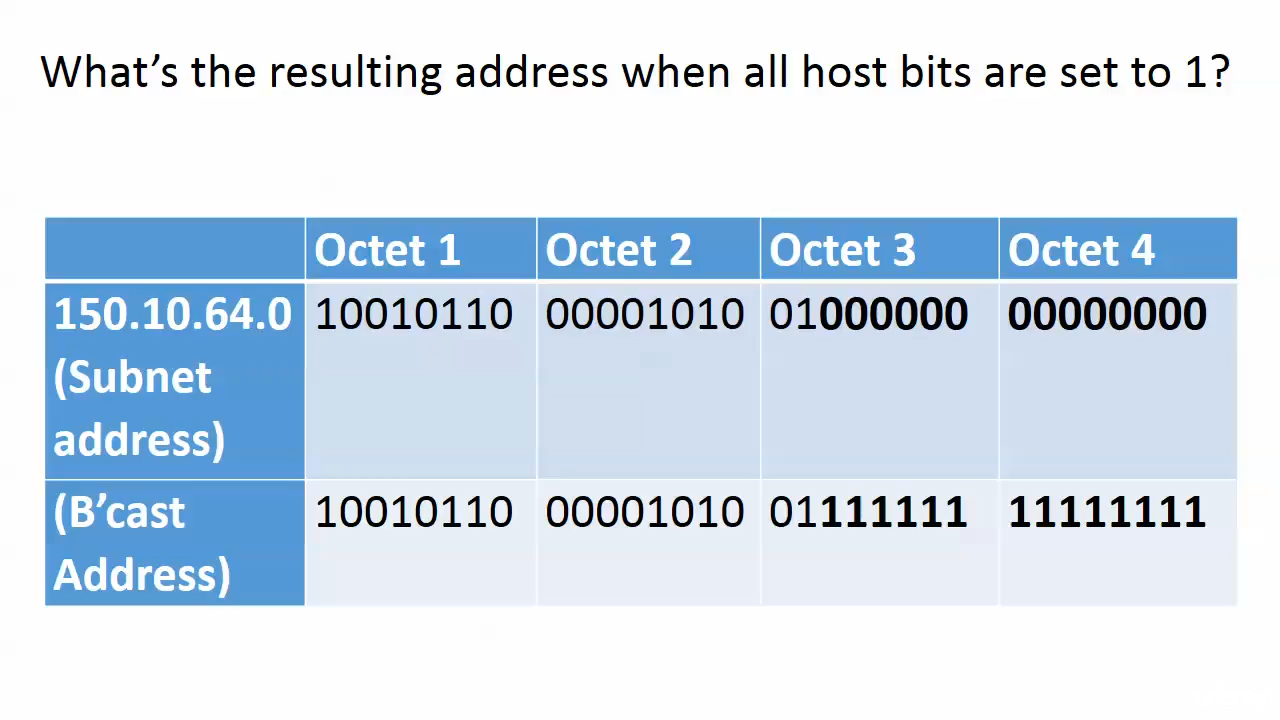 What's the resulting address when all host bits are set to 1?
Octet 1 Octet 2 Octet 3 Octet 4
150.10.64.0 10010110 00001010 01000000 00000000
(Subnet
address)
(B'cast 10010110 00001010 01111111 11111111
Address)